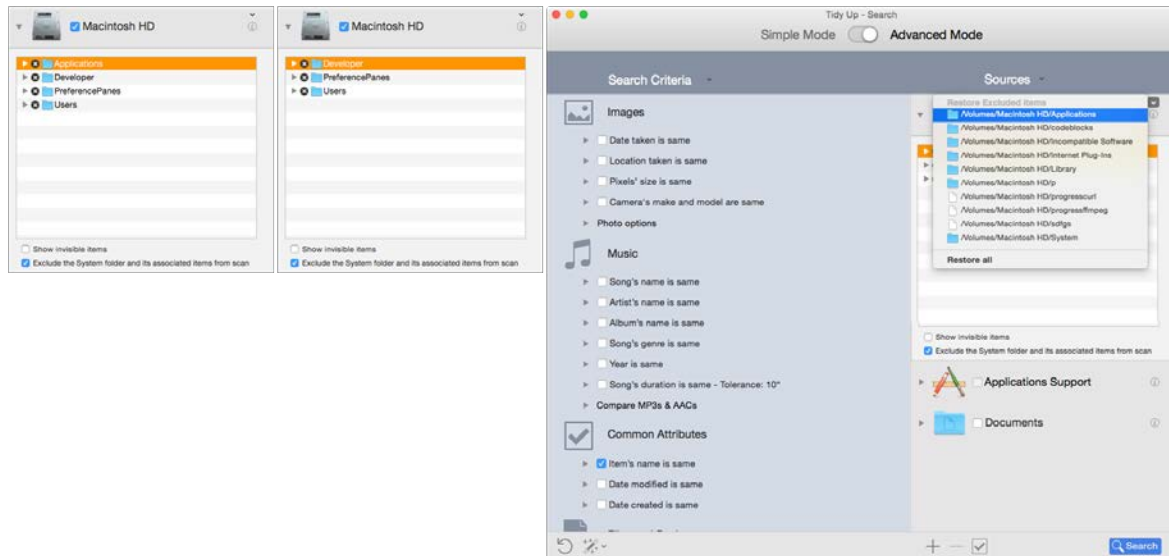 Macintosh HD
Applications
Developer
PreferencePanes
Users
Show invisible items
Exclude the System folder and its associated items from scan
Macintosh HD
Developer
PreferencePanes
Users
Show invisible items
Exclude the System folder and its associated items from scan
Tidy Up - Search
Simple Mode Advanced Mode
Search Criteria
Images
Date taken is same
Location taken is same
Pixels' size is same
Camera's make and model are same
Photo options
Music
Song's name is same
Artist's name is same
Album's name is same
Song's genre is same
Year is same
Song's duration is same - Tolerance: 10"
Compare MP3s & AACs
Common Attributes
Item's name is same
Date modified is same
Date created is same
Sources
Restore Excluded Items
/Volumes/Macintosh HD/Applications
/Volumes/Macintosh HD/codeblocks
/Volumes/Macintosh HD/Incompatible Software
/Volumes/Macintosh HD/Internet Plug-Ins
/Volumes/Macintosh HD/Library
/Volumes/Macintosh HD/p
/Volumes/Macintosh HD/progresscurl
/Volumes/Macintosh HD/progressffmpeg
/Volumes/Macintosh HD/sdfgs
/Volumes/Macintosh HD/System
Restore all
Show invisible items
Exclude the System folder and its associated items from scan
Applications Support
Documents
Search